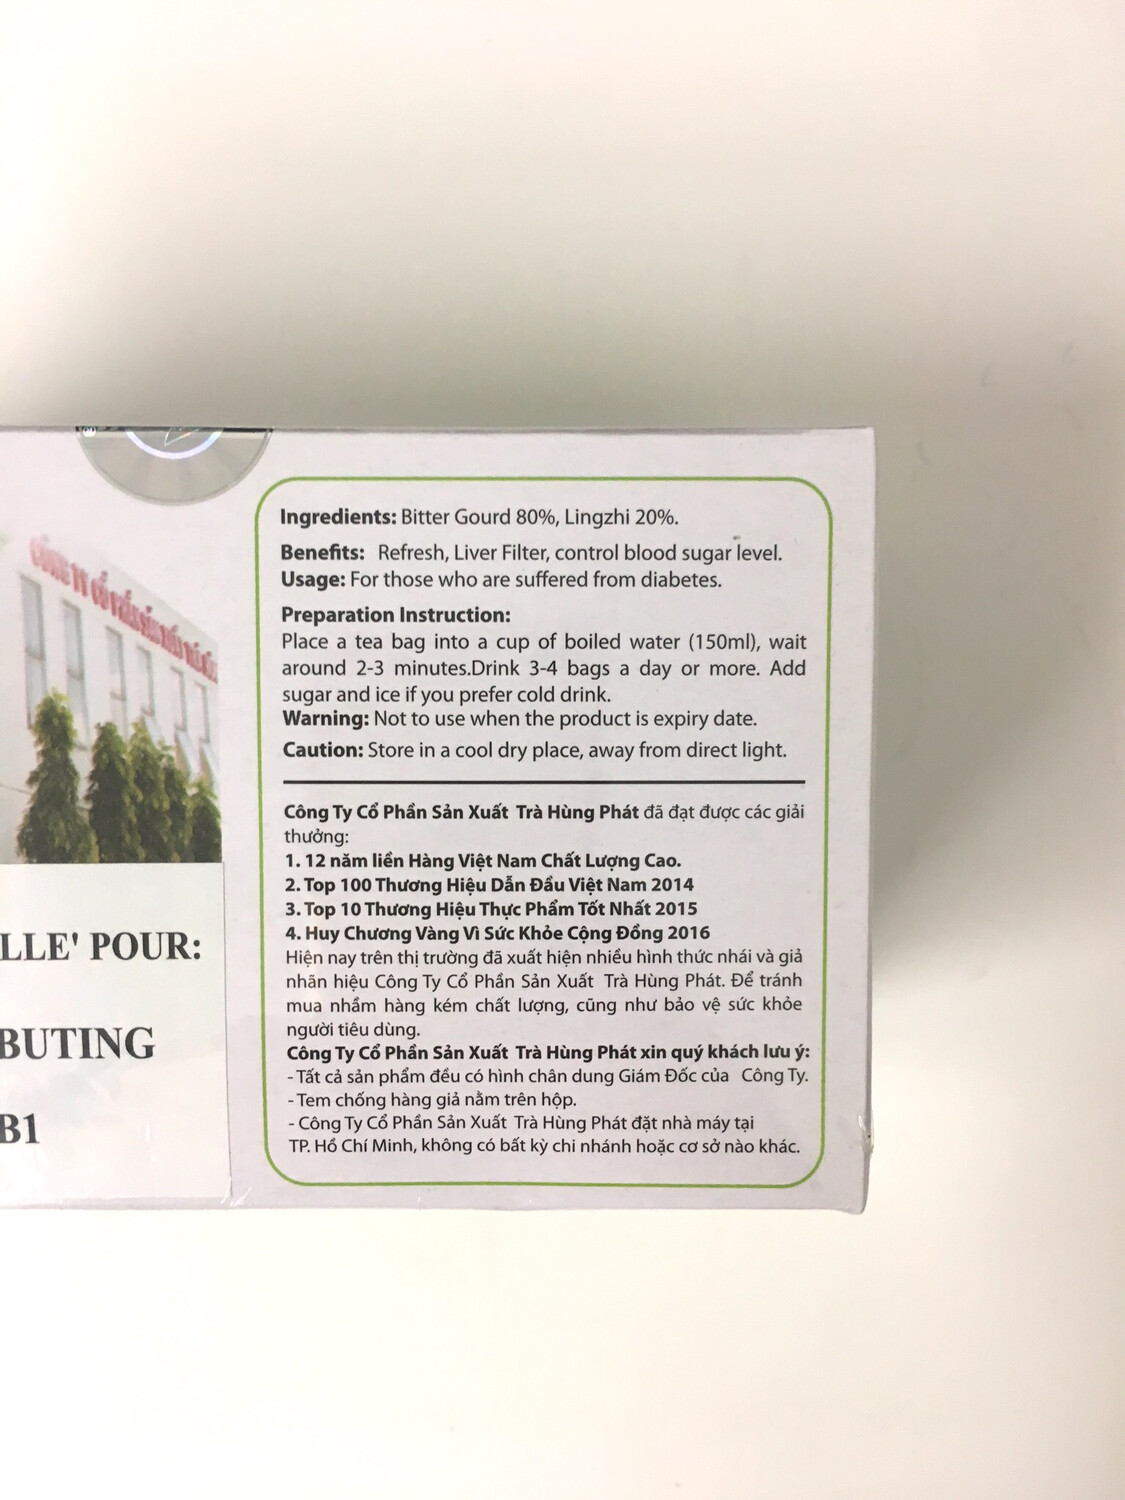 CÔNG TY CỔ PHẦN SẢN XUẤT TRÀ
LLE' POUR:
BUTING
B1
Ingredients: Bitter Gourd 80%, Lingzhi 20%.
Benefits: Refresh, Liver Filter, control blood sugar level.
Usage: For those who are suffered from diabetes.
Preparation Instruction:
Place a tea bag into a cup of boiled water (150ml), wait
around 2-3 minutes.Drink 3-4 bags a day or more. Add
sugar and ice if you prefer cold drink.
Warning: Not to use when the product is expiry date.
Caution: Store in a cool dry place, away from direct light.
Công Ty Cổ Phần Sản Xuất Trà Hùng Phát đã đạt được các giải
thưởng:
1. 12 năm liền Hàng Việt Nam Chất Lượng Cao.
2. Top 100 Thương Hiệu Dẫn Đầu Việt Nam 2014
3. Top 10 Thương Hiệu Thực Phẩm Tốt Nhất 2015
4. Huy Chương Vàng Vì Sức Khỏe Cộng Đồng 2016
Hiện nay trên thị trường đã xuất hiện nhiều hình thức nhái và giả
nhãn hiệu Công Ty Cổ Phần Sản Xuất Trà Hùng Phát. Để tránh
mua nhầm hàng kém chất lượng, cũng như bảo vệ sức khỏe
người tiêu dùng.
Công Ty Cổ Phần Sản Xuất Trà Hùng Phát xin quý khách lưu ý:
- Tất cả sản phẩm đều có hình chân dung Giám Đốc của Công Ty.
- Tem chống hàng giả nằm trên hộp.
- Công Ty Cổ Phần Sản Xuất Trà Hùng Phát đặt nhà máy tại
TP. Hồ Chí Minh, không có bất kỳ chi nhánh hoặc cơ sở nào khác.